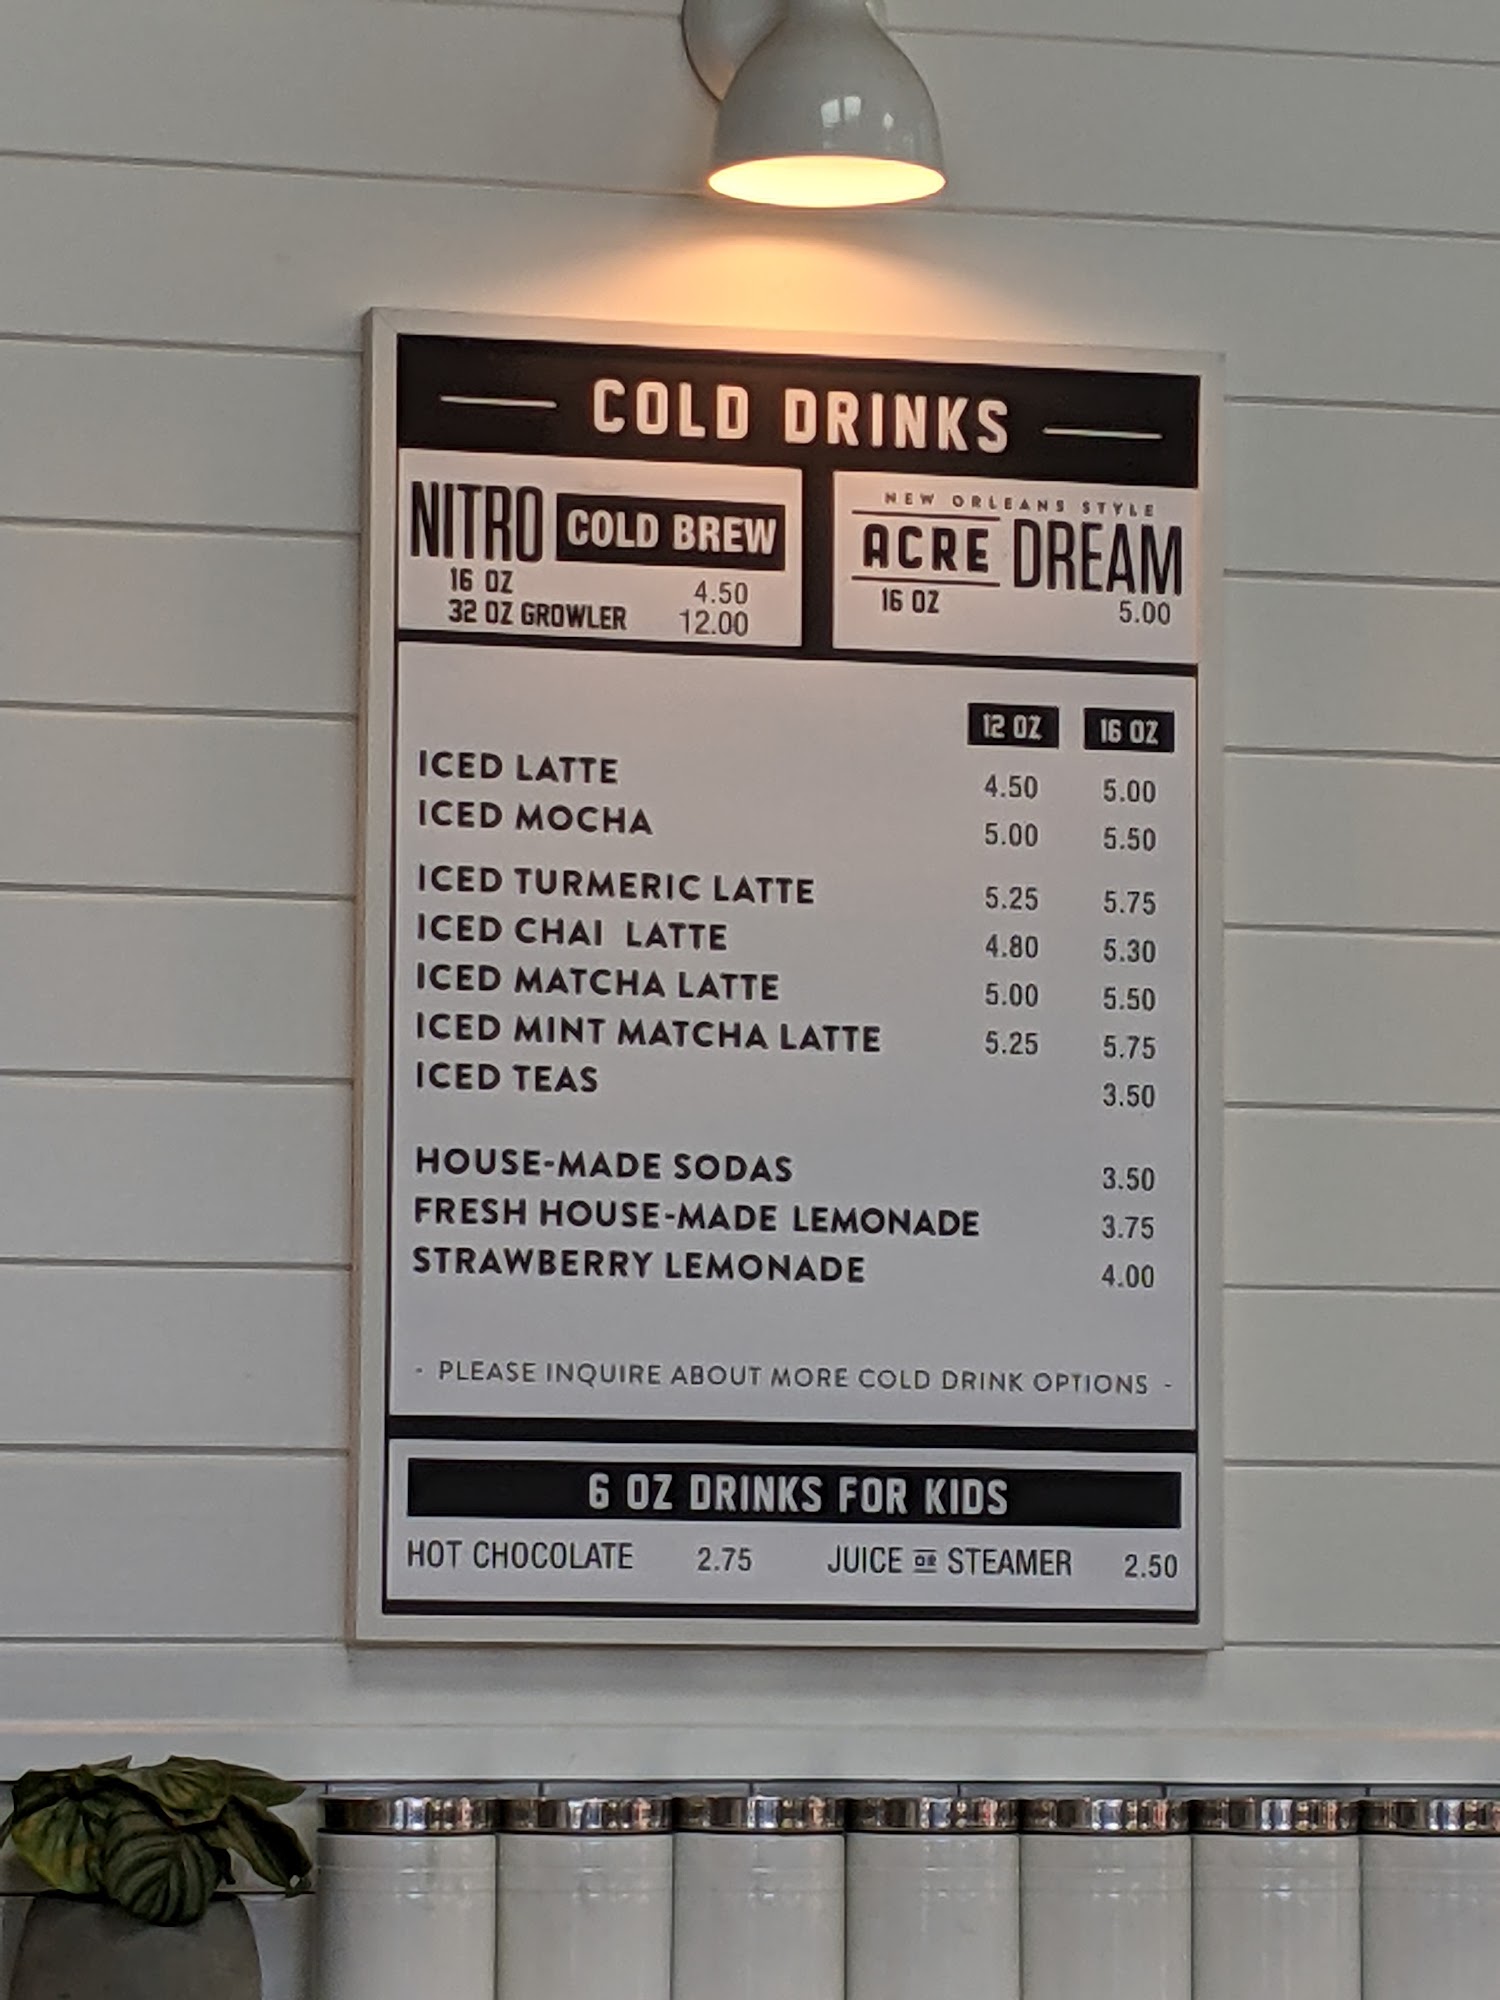 COLD DRINKS
NITRO COLD BREW
16 OZ 4.50
32 OZ GROWLER 12.00
NEW ORLEANS STYLE
ACRE DREAM
16 OZ 5.00
12 OZ 16 OZ
ICED LATTE 4.50 5.00
ICED MOCHA 5.00 5.50
ICED TURMERIC LATTE 5.25 5.75
ICED CHAI LATTE 4.80 5.30
ICED MATCHA LATTE 5.00 5.50
ICED MINT MATCHA LATTE 5.25 5.75
ICED TEAS 3.50
HOUSE-MADE SODAS 3.50
FRESH HOUSE-MADE LEMONADE 3.75
STRAWBERRY LEMONADE 4.00
- PLEASE INQUIRE ABOUT MORE COLD DRINK OPTIONS -
6 OZ DRINKS FOR KIDS
HOT CHOCOLATE 2.75 JUICE OR STEAMER 2.50